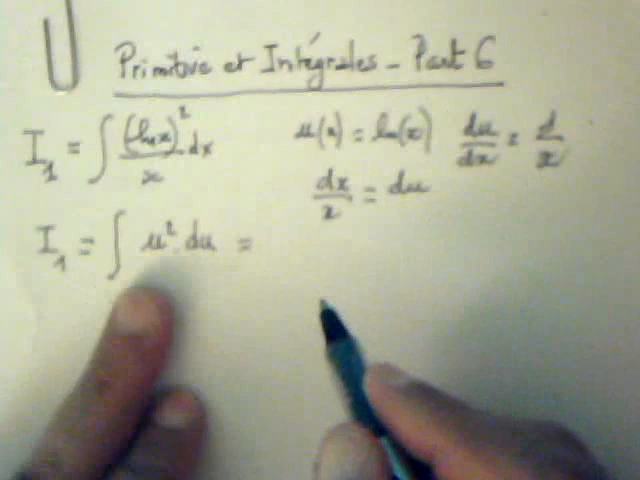 Primitive et Intégrales - Part 6
I₁ = ∫ (ln x)²/x dx    u(x) = ln(x)    du/dx = 1/x
dx/x = du
I₁ = ∫ u² . du =